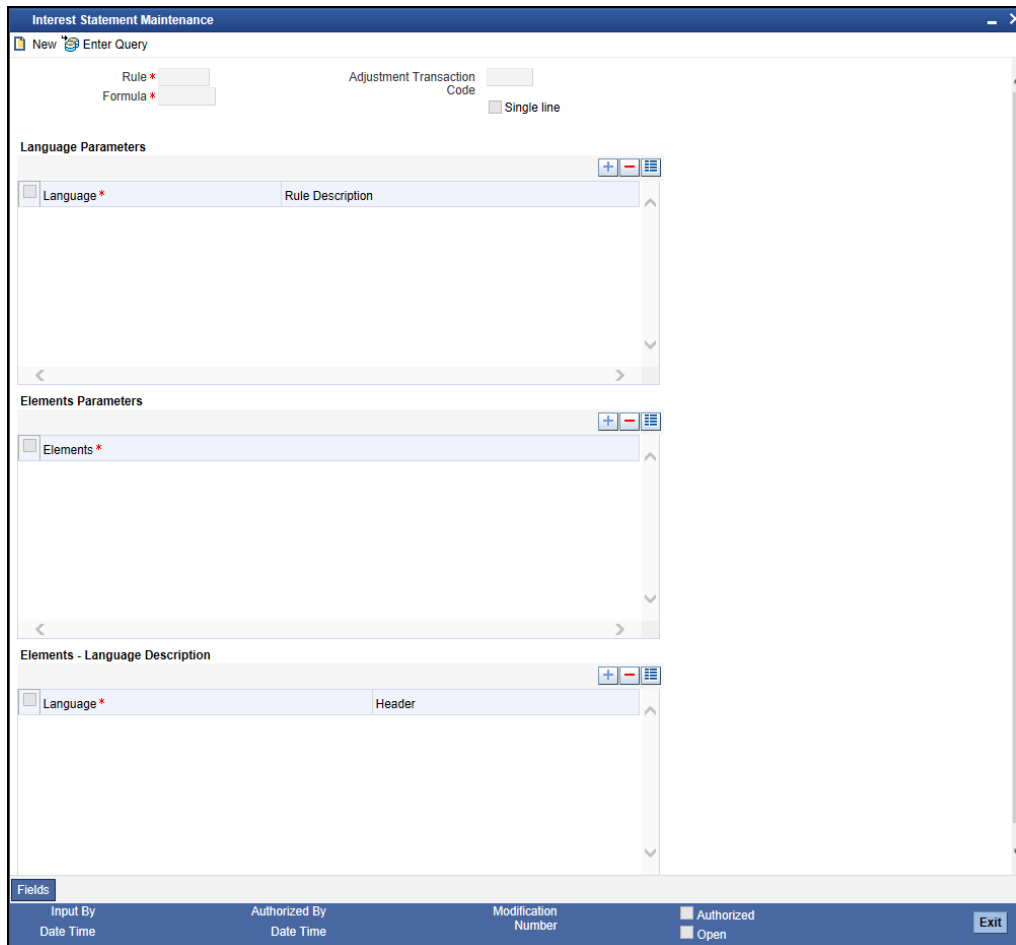 Interest Statement Maintenance
New Enter Query
Rule *
Formula *
Adjustment Transaction
Code
Single line
Language Parameters
Language * Rule Description
Elements Parameters
Elements *
Elements - Language Description
Language * Header
Fields
Input By Authorized By Modification
Number Authorized
Date Time Date Time Open
Exit